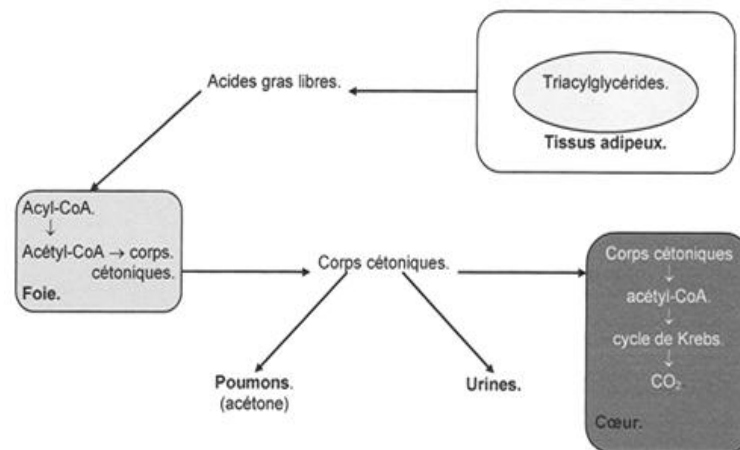 Acides gras libres.
Triacylglycérides.
Tissus adipeux.
Acyl-CoA.
↓
Acétyl-CoA → corps.
cétoniques.
Foie.
Corps cétoniques.
Poumons.
(acétone)
Urines.
Corps cétoniques
↓
acétyl-CoA.
↓
cycle de Krebs.
↓
CO₂
Cœur.